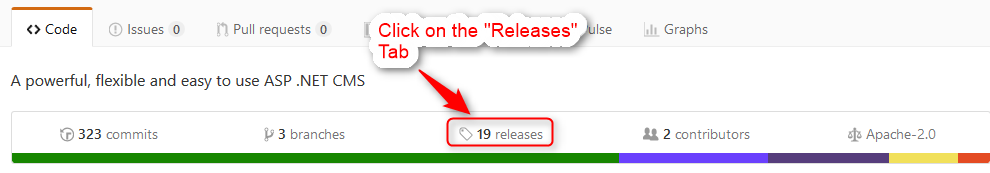 Code Issues 0 Pull requests 0 Pulse Graphs
Click on the "Releases"
Tab
A powerful, flexible and easy to use ASP .NET CMS
323 commits 3 branches 19 releases 2 contributors Apache-2.0